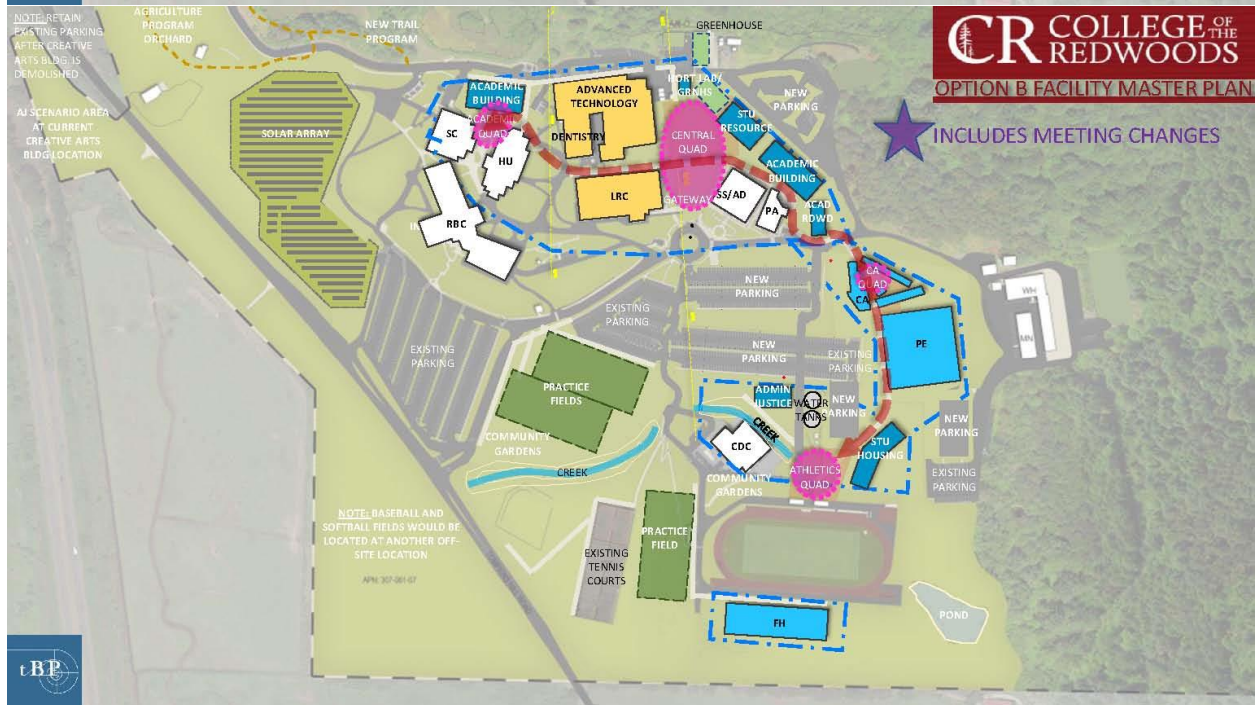 NOTE: RETAIN
EXISTING PARKING
AFTER CREATIVE
ARTS BLDG. IS
DEMOLISHED
AGRICULTURE
PROGRAM
ORCHARD
NEW TRAIL
PROGRAM
GREENHOUSE
CR COLLEGE OF THE
REDWOODS
OPTION B FACILITY MASTER PLAN
INCLUDES MEETING CHANGES
AJ SCENARIO AREA
AT CURRENT
CREATIVE ARTS
BLDG LOCATION
SOLAR ARRAY
ACADEMIC
BUILDING
ACADEMIC
QUAD
SC
HU
RBC
ADVANCED
TECHNOLOGY
DENTISTRY
LRC
HORT LAB/
GRNHS
CENTRAL
QUAD
GATEWAY
STU
RESOURCE
NEW
PARKING
ACADEMIC
BUILDING
SS/AD
PA
ACAD
RDWD
CA
QUAD
CA
PE
WH
MN
NEW
PARKING
EXISTING
PARKING
NEW
PARKING
EXISTING
PARKING
EXISTING
PARKING
PRACTICE
FIELDS
ADMIN
JUSTICE
WATER
TANKS
NEW
PARKING
NEW
PARKING
COMMUNITY
GARDENS
CREEK
CREEK
CDC
STU
HOUSING
ATHLETICS
QUAD
EXISTING
PARKING
COMMUNITY
GARDENS
NOTE: BASEBALL AND
SOFTBALL FIELDS WOULD BE
LOCATED AT ANOTHER OFF-
SITE LOCATION
APN: 307-061-07
EXISTING
TENNIS
COURTS
PRACTICE
FIELD
FH
POND
tBP